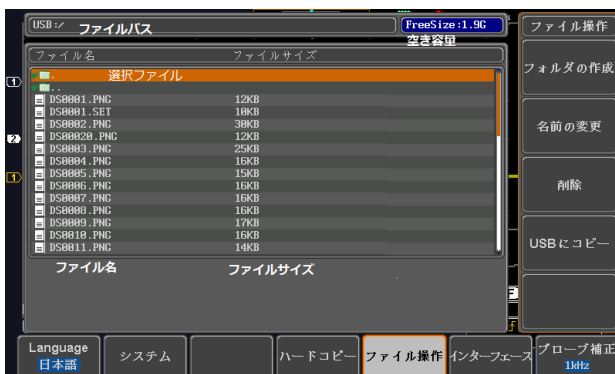 USB:/
ファイルパス
FreeSize:1.9G
空き容量
ファイル名 ファイルサイズ
.
選択ファイル
..
DS0001.PNG 12KB
DS0001.SET 10KB
DS0002.PNG 30KB
DS00020.PNG 12KB
DS0003.PNG 25KB
DS0004.PNG 16KB
DS0005.PNG 15KB
DS0006.PNG 16KB
DS0007.PNG 16KB
DS0008.PNG 16KB
DS0009.PNG 17KB
DS0010.PNG 16KB
DS0011.PNG 14KB
ファイル名 ファイルサイズ
1
2
1
ファイル操作
フォルダの作成
名前の変更
削除
USBにコピー
Language
日本語
システム
ハードコピー
ファイル操作
インターフェース
プローブ補正
1kHz